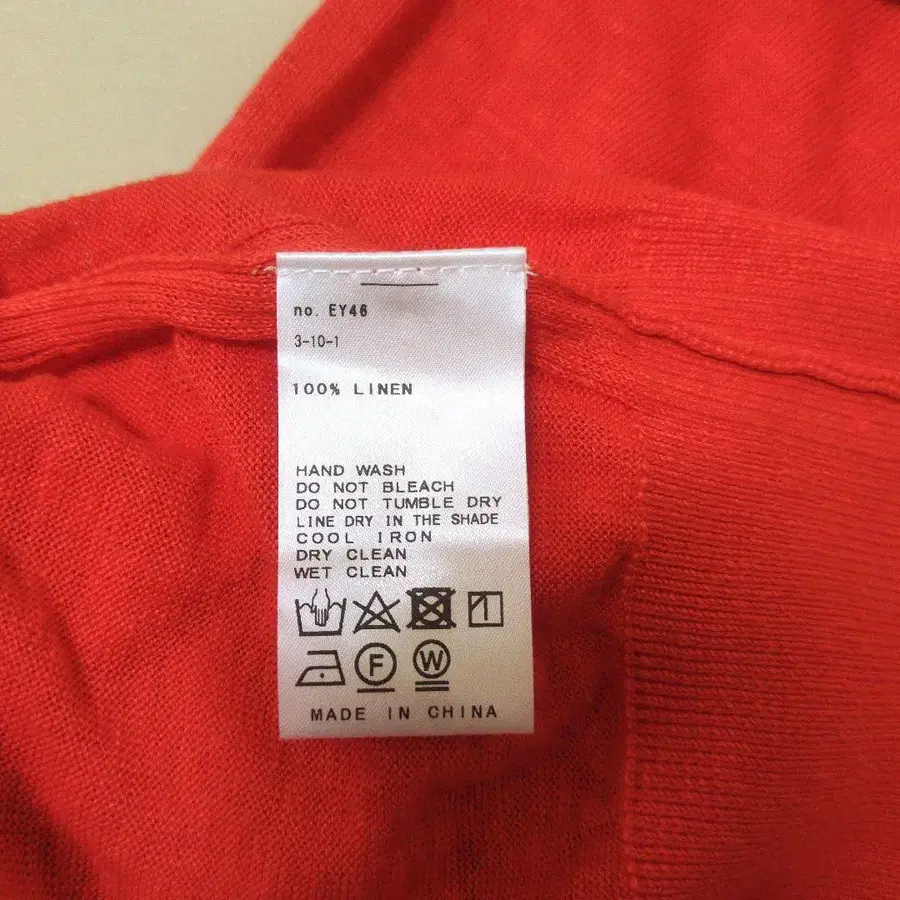 no. EY46
3-10-1
100% LINEN
HAND WASH
DO NOT BLEACH
DO NOT TUMBLE DRY
LINE DRY IN THE SHADE
COOL IRON
DRY CLEAN
WET CLEAN
F W
MADE IN CHINA